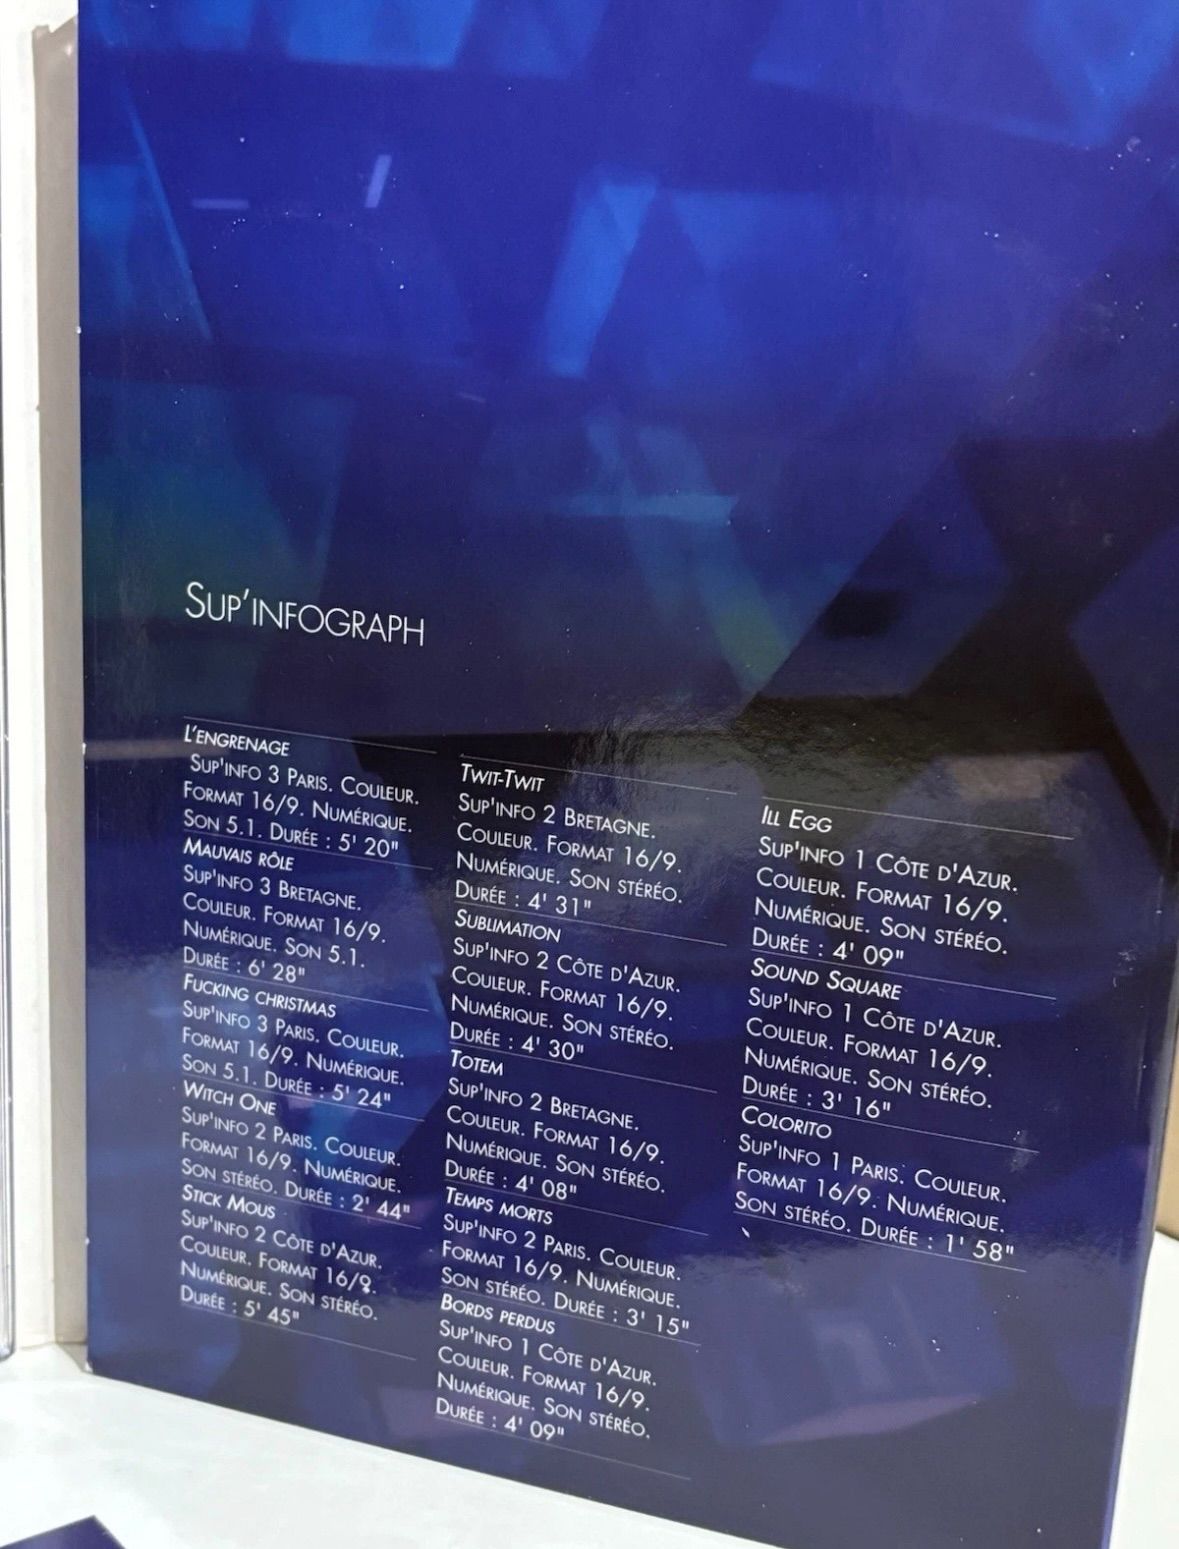 Sup'infograph
L'engrenage
Sup'info 3 Paris. Couleur.
Format 16/9. Numérique.
Son 5.1. Durée : 5' 20"
Mauvais rôle
Sup'info 3 Bretagne.
Couleur. Format 16/9.
Numérique. Son 5.1.
Durée : 6' 28"
Fucking christmas
Sup'info 3 Paris. Couleur.
Format 16/9. Numérique.
Son 5.1. Durée : 5' 24"
Witch One
Sup'info 2 Paris. Couleur.
Format 16/9. Numérique.
Son stéréo. Durée : 2' 44"
Stick Mous
Sup'info 2 Côte d'Azur.
Couleur. Format 16/9.
Numérique. Son stéréo.
Durée : 5' 45"
Twit-Twit
Sup'info 2 Bretagne.
Couleur. Format 16/9.
Numérique. Son stéréo.
Durée : 4' 31"
Sublimation
Sup'info 2 Côte d'Azur.
Couleur. Format 16/9.
Numérique. Son stéréo.
Durée : 4' 30"
Totem
Sup'info 2 Bretagne.
Couleur. Format 16/9.
Numérique. Son stéréo.
Durée : 4' 08"
Temps morts
Sup'info 2 Paris. Couleur.
Format 16/9. Numérique.
Son stéréo. Durée : 3' 15"
Bords perdus
Sup'info 1 Côte d'Azur.
Couleur. Format 16/9.
Numérique. Son stéréo.
Durée : 4' 09"
Ill Egg
Sup'info 1 Côte d'Azur.
Couleur. Format 16/9.
Numérique. Son stéréo.
Durée : 4' 09"
Sound Square
Sup'info 1 Côte d'Azur.
Couleur. Format 16/9.
Numérique. Son stéréo.
Durée : 3' 16"
Colorito
Sup'info 1 Paris. Couleur.
Format 16/9. Numérique.
Son stéréo. Durée : 1' 58"